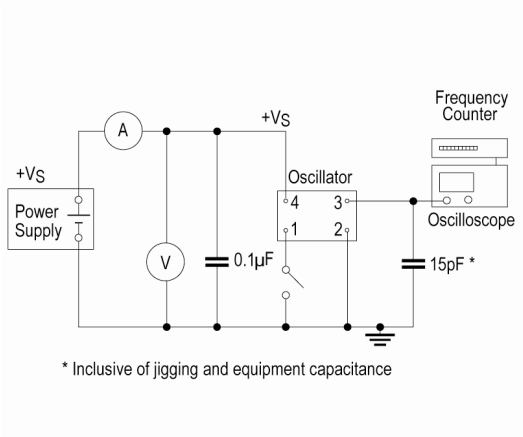 Frequency
Counter
A
+VS
+VS
Oscillator
Power
Supply
4
3
1
2
Oscilloscope
V
0.1µF
15pF *
* Inclusive of jigging and equipment capacitance